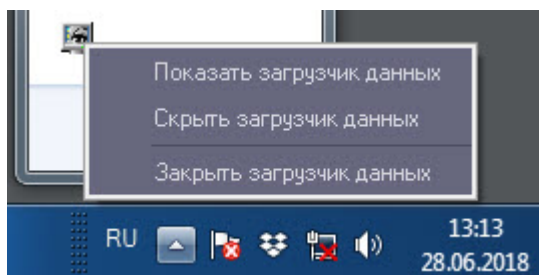 Показать загрузчик данных
Скрыть загрузчик данных
Закрыть загрузчик данных
RU
13:13
28.06.2018